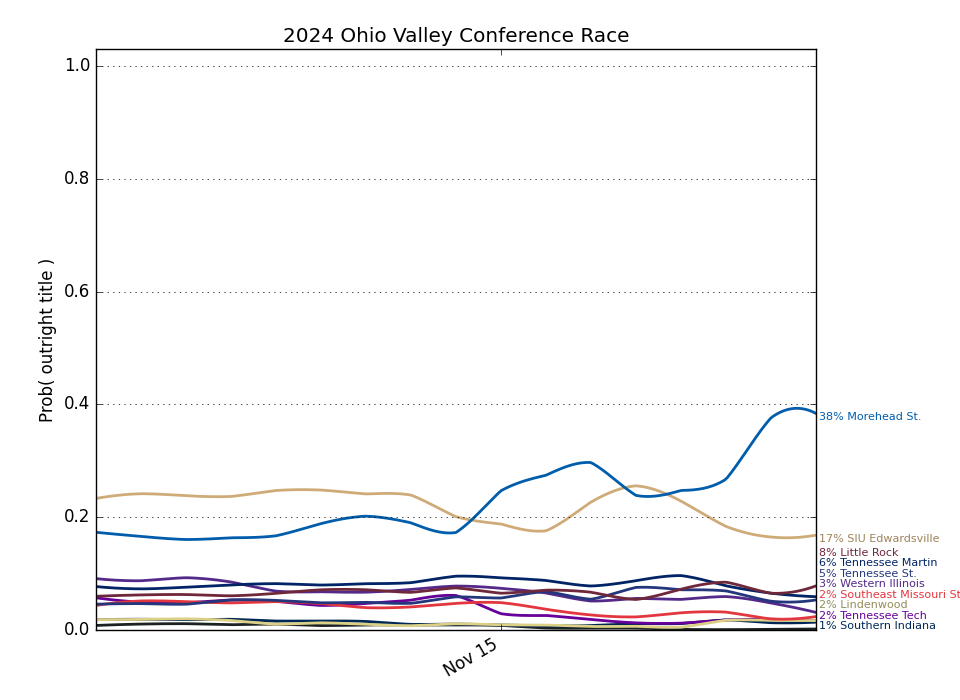 2024 Ohio Valley Conference Race
Prob( outright title )
1.0
0.8
0.6
0.4
0.2
0.0
Nov 15
38% Morehead St.
17% SIU Edwardsville
8% Little Rock
6% Tennessee Martin
5% Tennessee St.
3% Western Illinois
2% Southeast Missouri St
2% Lindenwood
2% Tennessee Tech
1% Southern Indiana